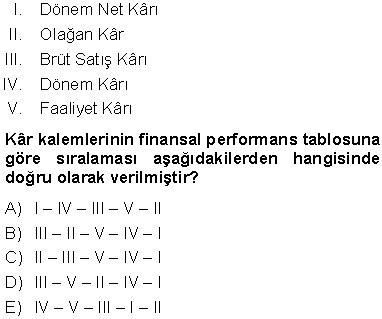 I. Dönem Net Kârı
II. Olağan Kâr
III. Brüt Satış Kârı
IV. Dönem Kârı
V. Faaliyet Kârı
Kâr kalemlerinin finansal performans tablosuna
göre sıralaması aşağıdakilerden hangisinde
doğru olarak verilmiştir?
A) I – IV – III – V – II
B) III – II – V – IV – I
C) II – III – V – IV – I
D) III – V – II – IV – I
E) IV – V – III – I – II